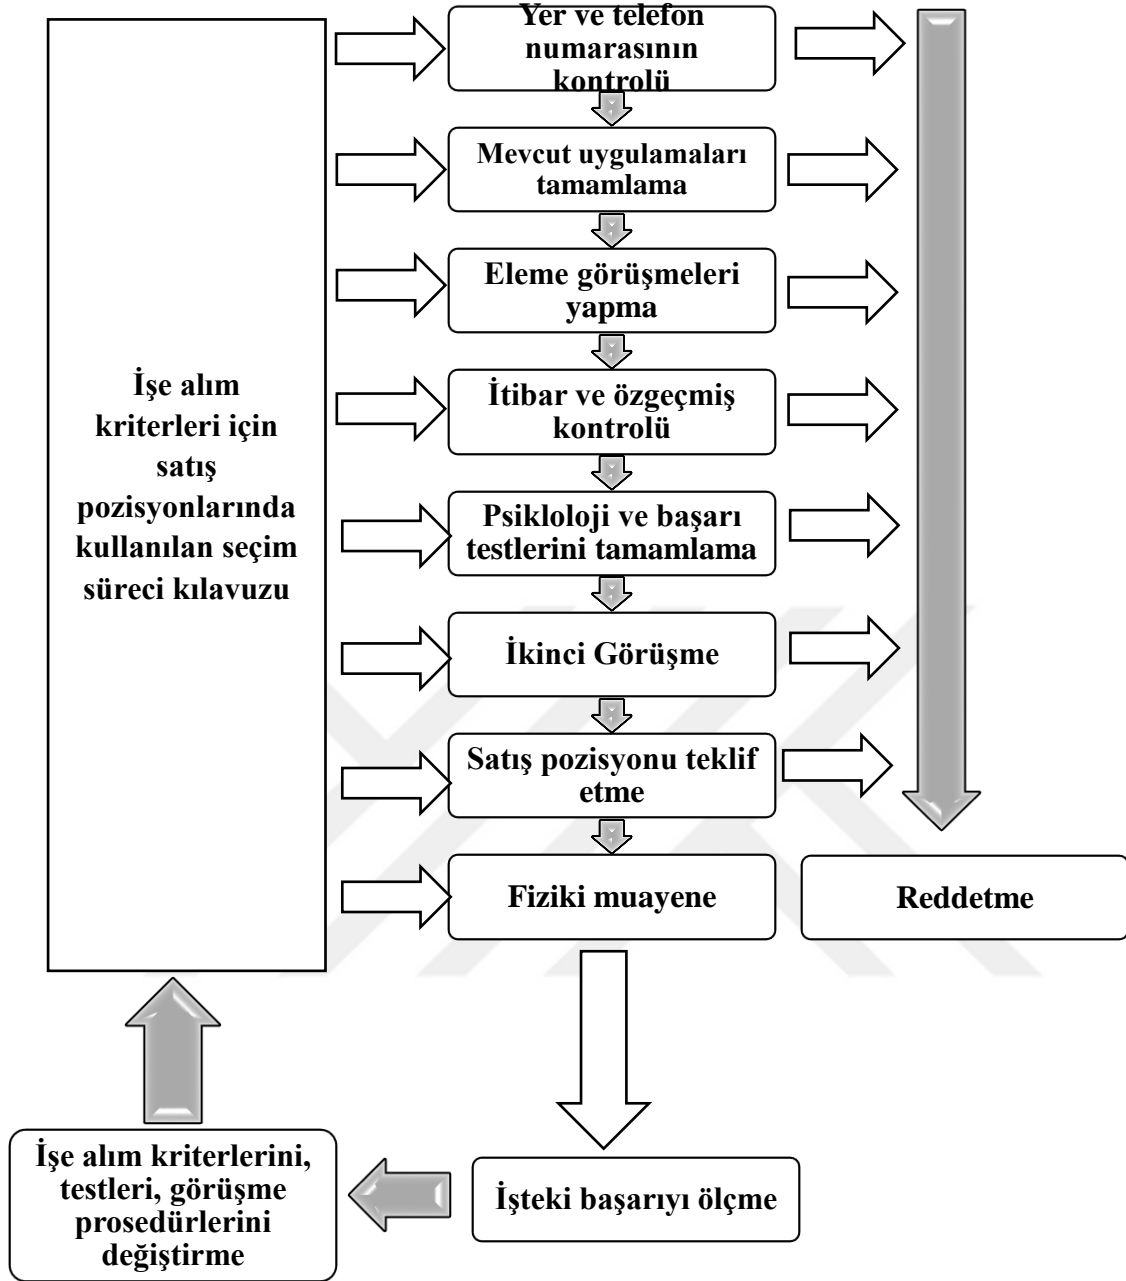 Yer ve telefon
numarasının
kontrolü
Mevcut uygulamaları
tamamlama
Eleme görüşmeleri
yapma
İşe alım
kriterleri için
satış
pozisyonlarında
kullanılan seçim
süreci kılavuzu
İtibar ve özgeçmiş
kontrolü
Psikloloji ve başarı
testlerini tamamlama
İkinci Görüşme
Satış pozisyonu teklif
etme
Fiziki muayene
Reddetme
İşe alım kriterlerini,
testleri, görüşme
prosedürlerini
değiştirme
İşteki başarıyı ölçme